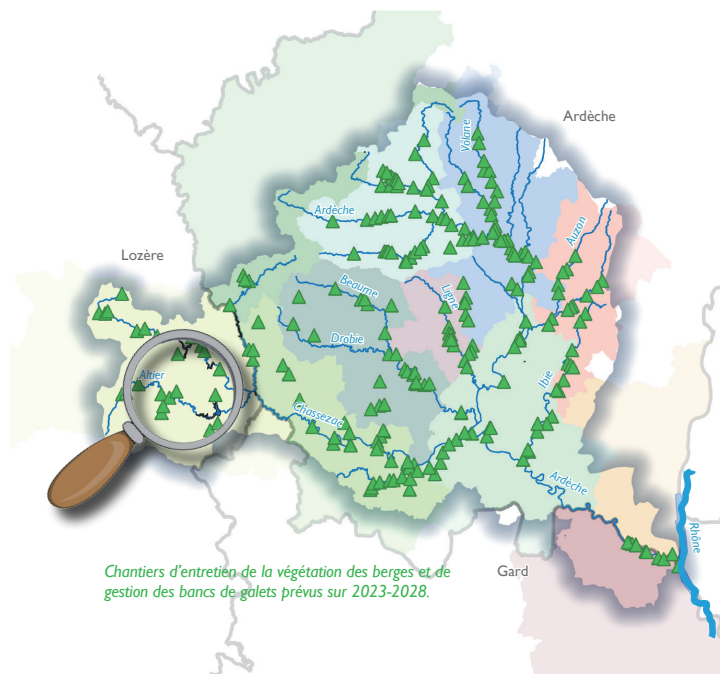 Ardèche
Volane
Ardèche
Auzon
Lozère
Beaume
Ligne
Drobie
Altier
Ibie
Chassezac
Ardèche
Rhône
Chantiers d'entretien de la végétation des berges et de
gestion des bancs de galets prévus sur 2023-2028.
Gard